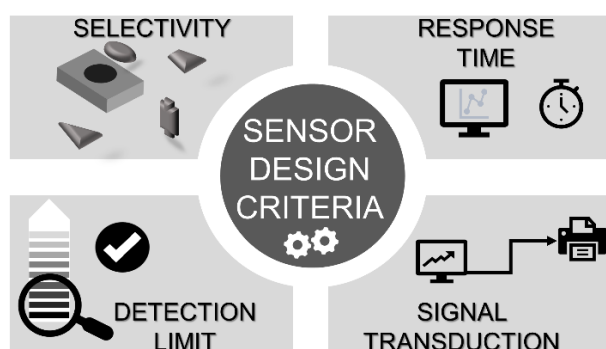 SELECTIVITY
RESPONSE
TIME
SENSOR
DESIGN
CRITERIA
DETECTION
LIMIT
SIGNAL
TRANSDUCTION